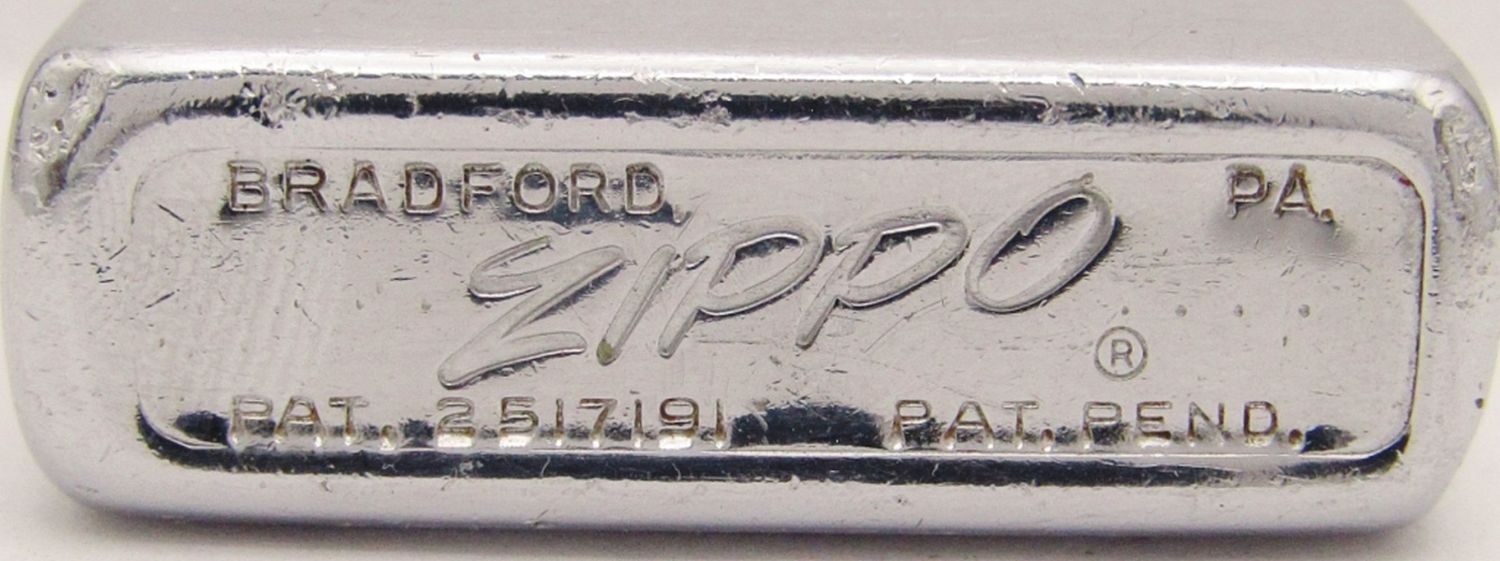 BRADFORD, PA.
ZIPPO
®
PAT. 2517191 PAT. PEND.